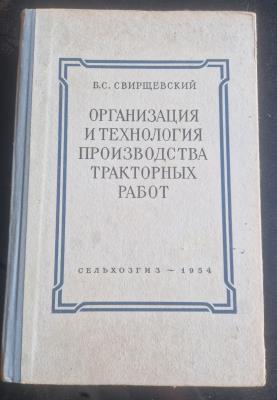 Б.С. СВИРЩЕВСКИЙ
ОРГАНИЗАЦИЯ
И ТЕХНОЛОГИЯ
ПРОИЗВОДСТВА
ТРАКТОРНЫХ
РАБОТ
СЕЛЬХОЗГИЗ ~ 1954